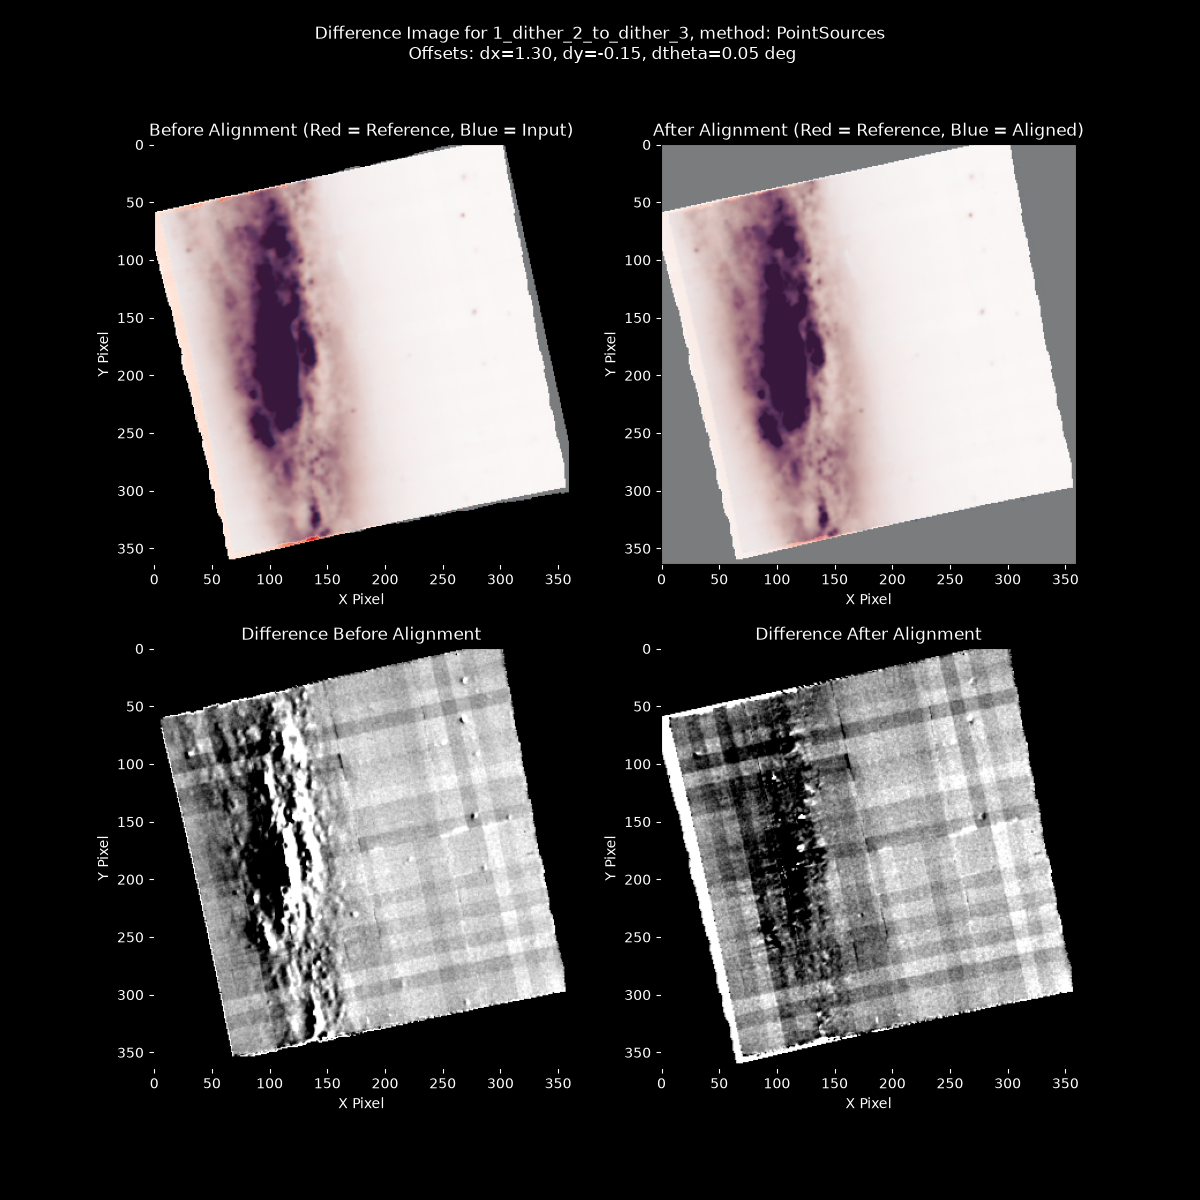 Difference Image for 1_dither_2_to_dither_3, method: PointSources
Offsets: dx=1.30, dy=-0.15, dtheta=0.05 deg
Before Alignment (Red = Reference, Blue = Input)
0
50
100
150
200
250
300
350
Y Pixel
0 50 100 150 200 250 300 350
X Pixel
After Alignment (Red = Reference, Blue = Aligned)
0
50
100
150
200
250
300
350
Y Pixel
0 50 100 150 200 250 300 350
X Pixel
Difference Before Alignment
0
50
100
150
200
250
300
350
Y Pixel
0 50 100 150 200 250 300 350
X Pixel
Difference After Alignment
0
50
100
150
200
250
300
350
Y Pixel
0 50 100 150 200 250 300 350
X Pixel